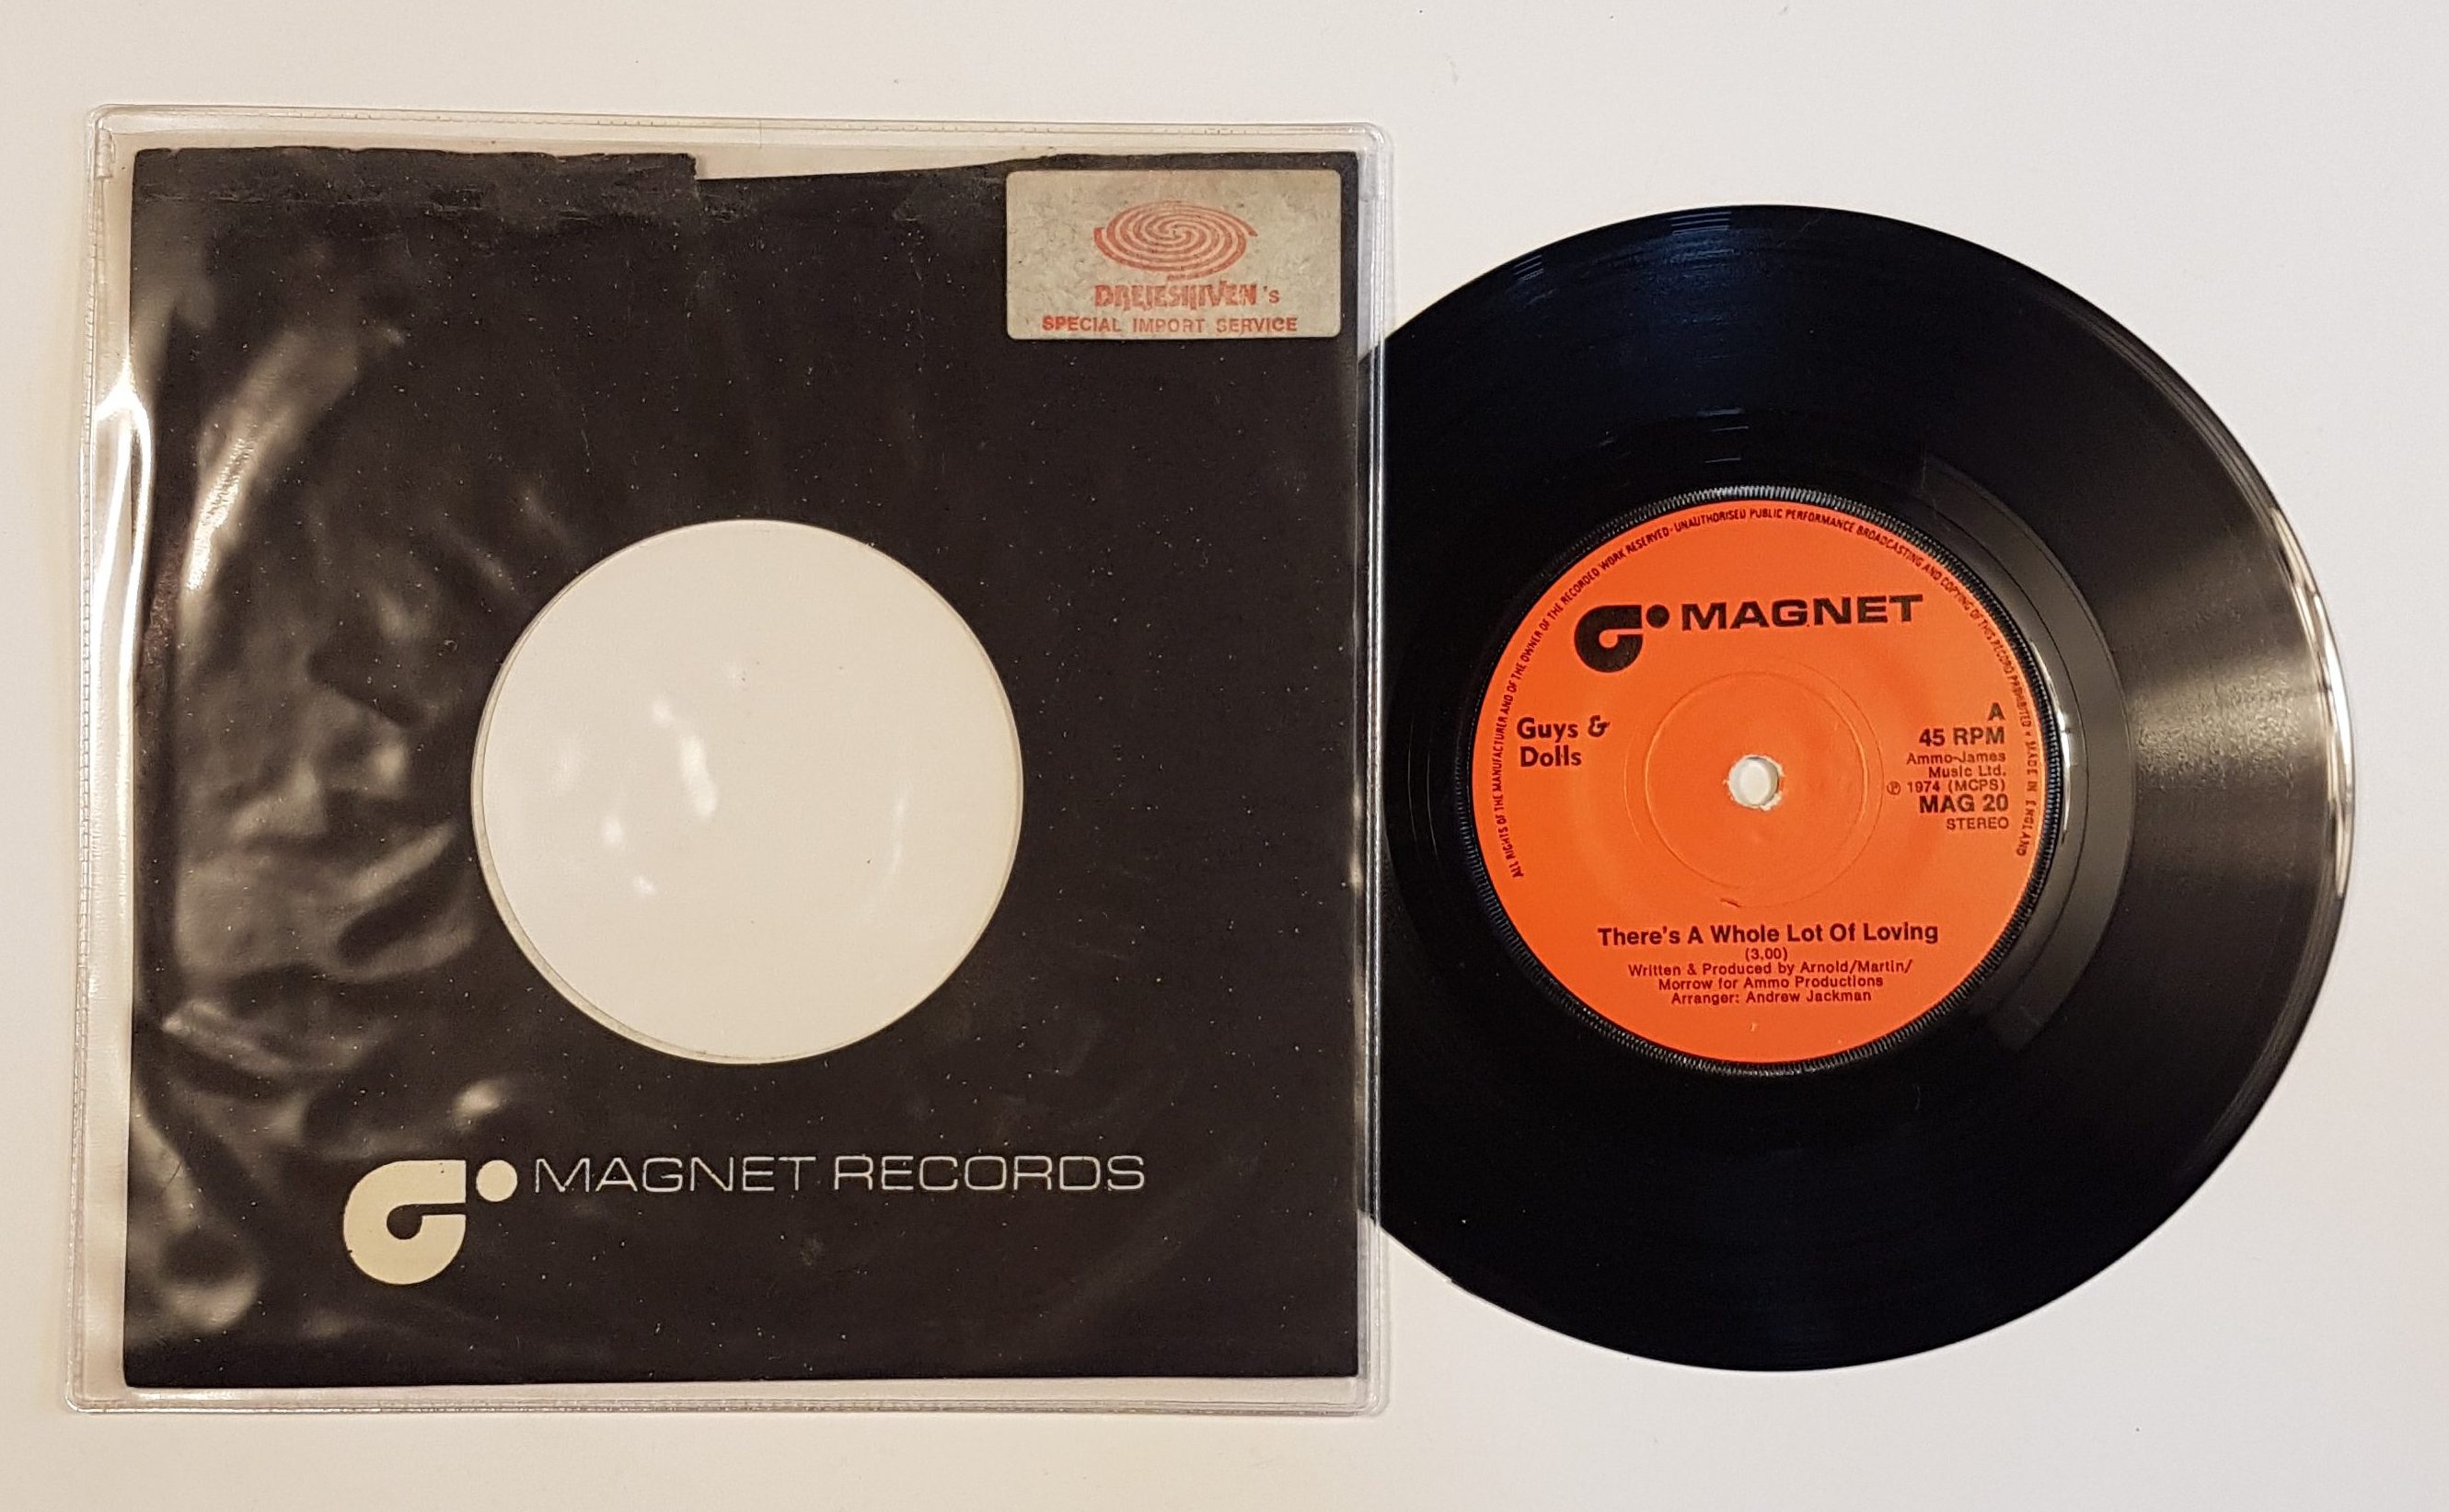 DREJESKIVEN's
SPECIAL IMPORT SERVICE
MAGNET RECORDS
ALL RIGHTS OF THE MANUFACTURER AND OF THE OWNER OF THE RECORDED WORK RESERVED · UNAUTHORISED PUBLIC PERFORMANCE BROADCASTING AND COPYING OF THIS RECORD PROHIBITED • MADE IN ENGLAND
MAGNET
Guys &
Dolls
A
45 RPM
Ammo-James
Music Ltd.
℗ 1974 (MCPS)
MAG 20
STEREO
There's A Whole Lot Of Loving
(3,00)
Written & Produced by Arnold/Martin/
Morrow for Ammo Productions
Arranger: Andrew Jackman